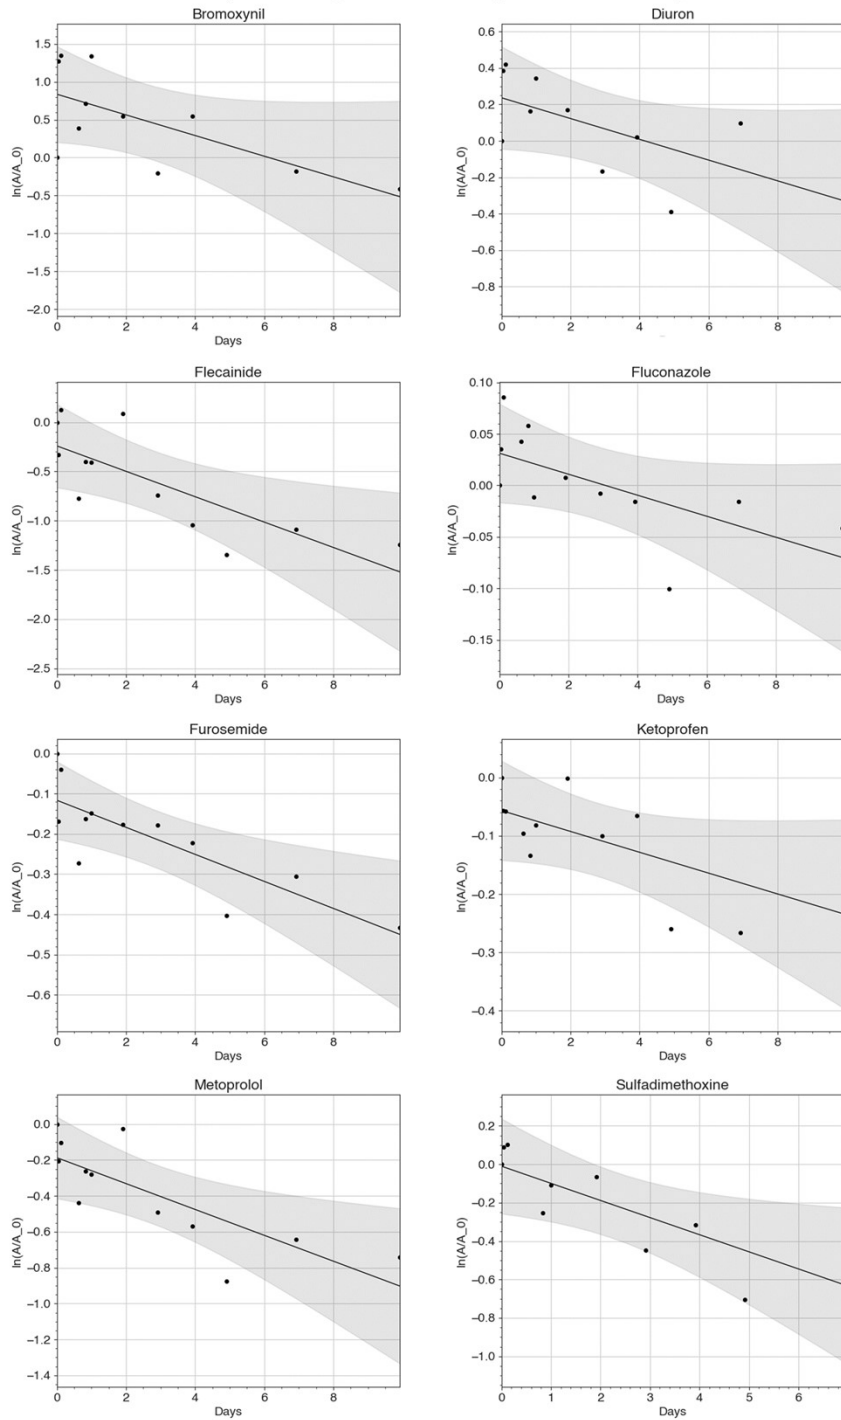 Bromoxynil
ln(A/A_0)
1.5
1.0
0.5
0.0
−0.5
−1.0
−1.5
−2.0
0 2 4 6 8
Days
Diuron
ln(A/A_0)
0.6
0.4
0.2
0.0
−0.2
−0.4
−0.6
−0.8
0 2 4 6 8
Flecainide
ln(A/A_0)
0.0
−0.5
−1.0
−1.5
−2.0
−2.5
0 2 4 6 8
Days
Fluconazole
ln(A/A_0)
0.10
0.05
0.00
−0.05
−0.10
−0.15
0 2 4 6 8
Days
Furosemide
ln(A/A_0)
0.0
−0.1
−0.2
−0.3
−0.4
−0.5
−0.6
0 2 4 6 8
Days
Ketoprofen
ln(A/A_0)
0.0
−0.1
−0.2
−0.3
−0.4
0 2 4 6 8
Days
Metoprolol
ln(A/A_0)
0.0
−0.2
−0.4
−0.6
−0.8
−1.0
−1.2
−1.4
0 2 4 6 8
Days
Sulfadimethoxine
ln(A/A_0)
0.2
0.0
−0.2
−0.4
−0.6
−0.8
−1.0
0 1 2 3 4 5 6
Days